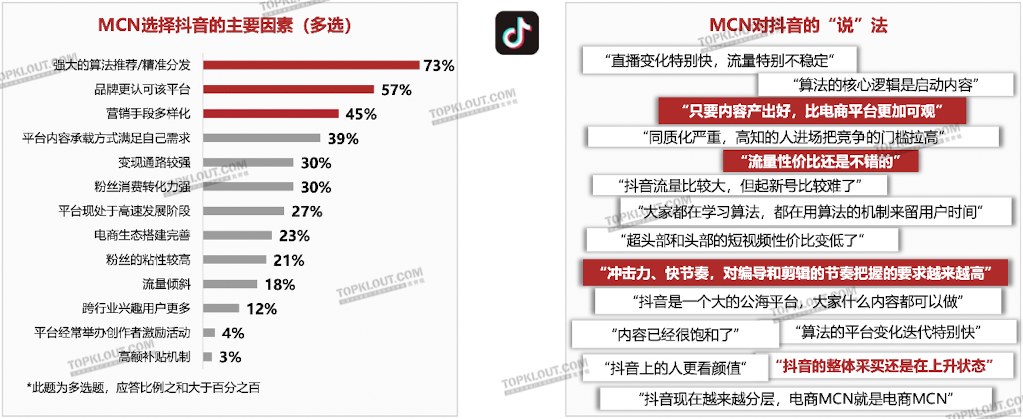 MCN选择抖音的主要因素（多选）
强大的算法推荐/精准分发 73%
品牌更认可该平台 57%
营销手段多样化 45%
平台内容承载方式满足自己需求 39%
变现通路较强 30%
粉丝消费转化力强 30%
平台现处于高速发展阶段 27%
电商生态搭建完善 23%
粉丝的粘性较高 21%
流量倾斜 18%
跨行业兴趣用户更多 12%
平台经常举办创作者激励活动 4%
高额补贴机制 3%
*此题为多选题，应答比例之和大于百分之百
MCN对抖音的“说”法
“直播变化特别快，流量特别不稳定”
“算法的核心逻辑是启动内容”
“只要内容产出好，比电商平台更加可观”
“同质化严重，高知的人进场把竞争的门槛拉高”
“流量性价比还是不错的”
“抖音流量比较大，但起新号比较难了”
“大家都在学习算法，都在用算法的机制来留用户时间”
“超头部和头部的短视频性价比变低了”
“冲击力、快节奏，对编导和剪辑的节奏把握的要求越来越高”
“抖音是一个大的公海平台，大家什么内容都可以做”
“内容已经很饱和了”
“算法的平台变化迭代特别快”
“抖音上的人更看颜值“
“抖音的整体采买还是在上升状态”
“抖音现在越来越分层，电商MCN就是电商MCN”
TOPKLOUT.COM